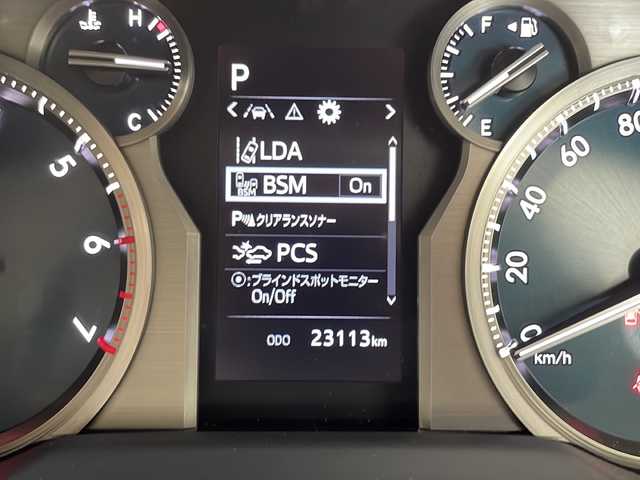 H
C
F
E
P
LDA
BSM
BSM On
P クリアランスソナー
PCS
:ブラインドスポットモニター
On/Off
ODO 23113km
5
6
7
80
60
40
20
0
km/h